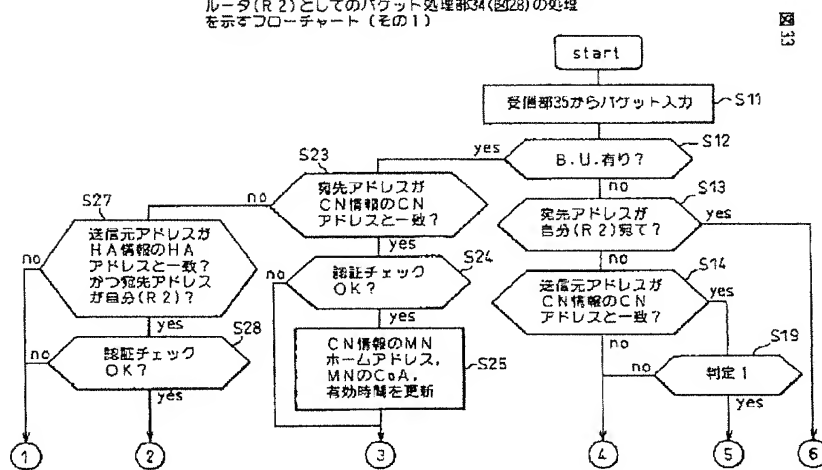 ルータ(R2)としてのパケット処理部34(図28)の処理
を示すフローチャート(その1)
図33
start
受信部35からパケット入力
S11
B.U.有り?
S12
yes
no
S23
宛先アドレスが
CN情報のCN
アドレスと一致?
no
yes
S13
宛先アドレスが
自分(R2)宛て?
yes
no
S27
送信元アドレスが
HA情報のHA
アドレスと一致?
かつ宛先アドレス
が自分(R2)?
no
yes
S24
認証チェック
OK?
no
yes
S14
送信元アドレスが
CN情報のCN
アドレスと一致?
yes
no
S28
認証チェック
OK?
no
yes
CN情報のMN
ホームアドレス,
MNのCoA,
有効時間を更新
S25
S19
判定1
no
yes
1
2
3
4
5
6